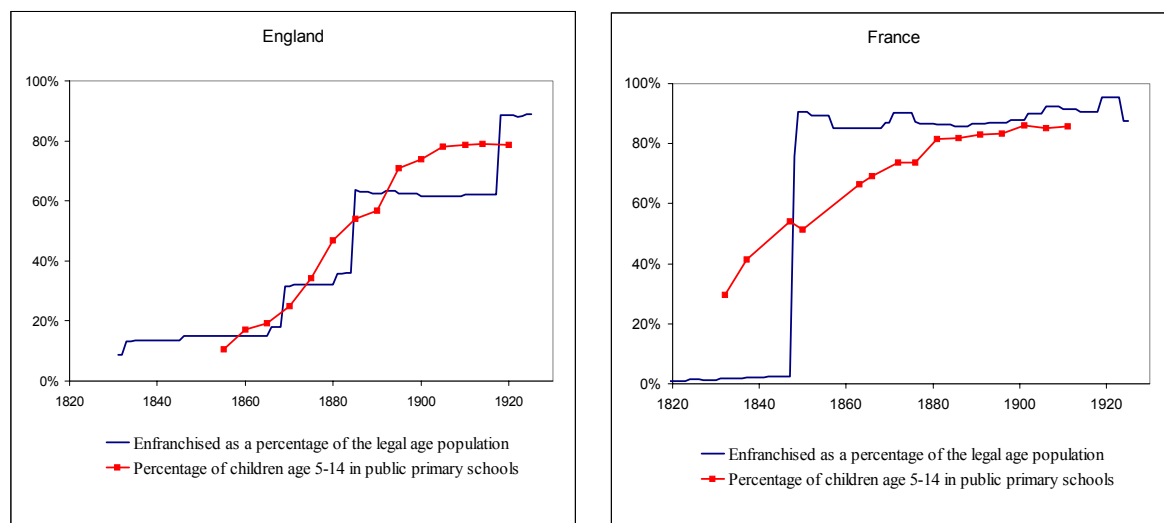 England
100%
80%
60%
40%
20%
0%
1820 1840 1860 1880 1900 1920
Enfranchised as a percentage of the legal age population
Percentage of children age 5-14 in public primary schools
France
100%
80%
60%
40%
20%
0%
1820 1840 1860 1880 1900 1920
Enfranchised as a percentage of the legal age population
Percentage of children age 5-14 in public primary schools